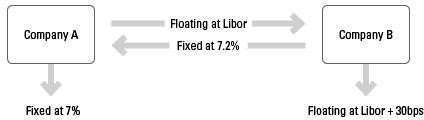 Floating at Libor
Company A
Company B
Fixed at 7.2%
Fixed at 7%
Floating at Libor + 30bps